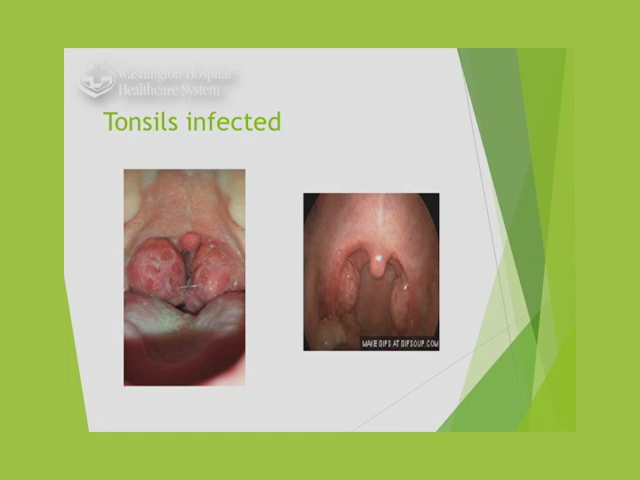 Washington Hospital
Healthcare System
Tonsils infected
MAKE GIFS AT GIFSOUP.COM